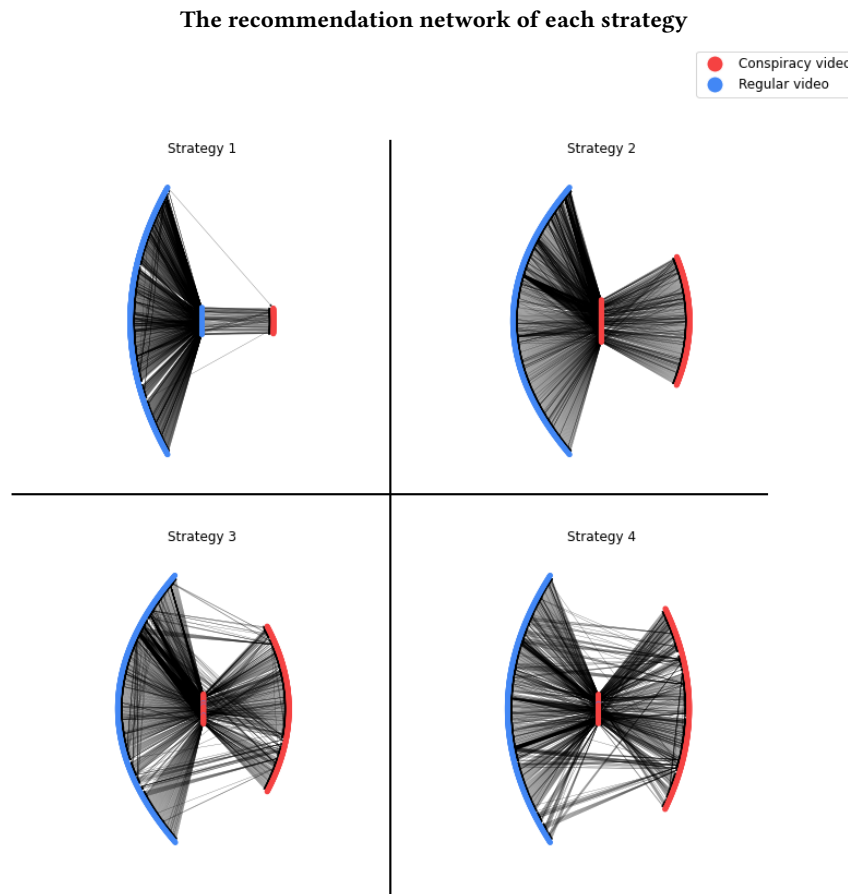 The recommendation network of each strategy
Conspiracy video
Regular video
Strategy 1
Strategy 2
Strategy 3
Strategy 4